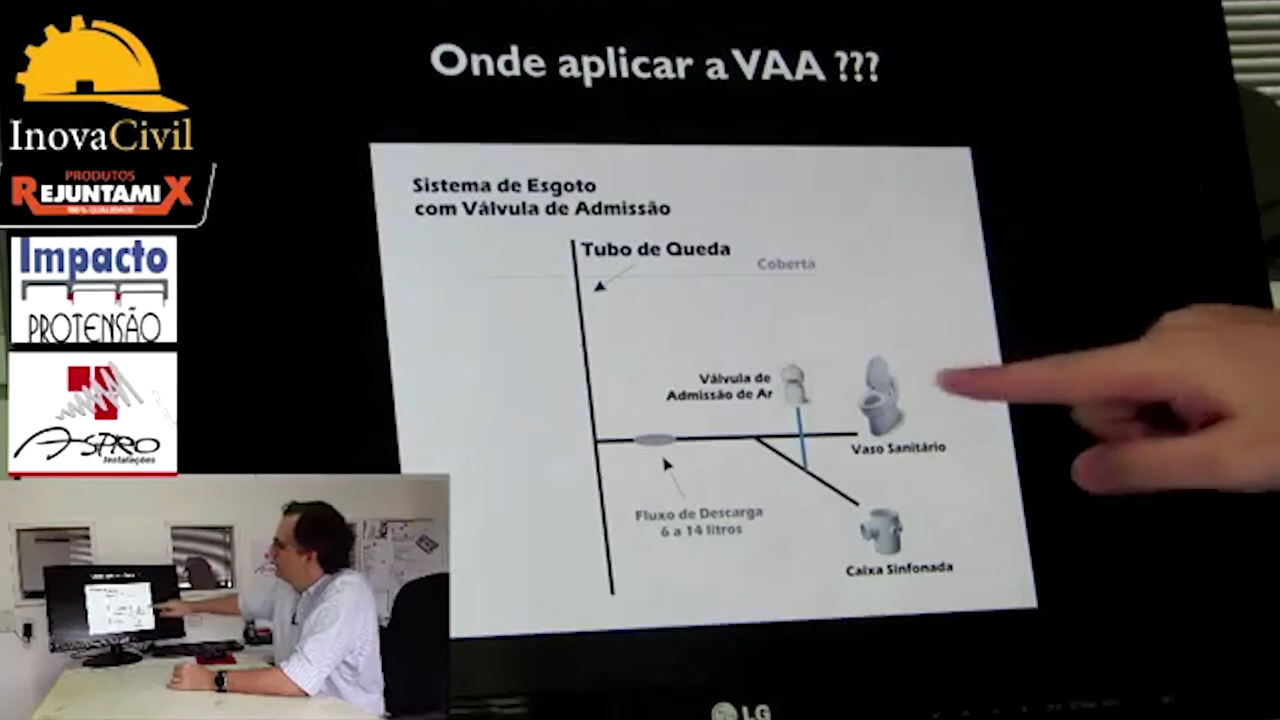 Onde aplicar a VAA ???
InovaCivil
PRODUTOS
REJUNTAMIX
100% QUALIDADE
Impacto
PROTENSÃO
ASPRO
Instalações
Sistema de Esgoto
com Válvula de Admissão
Tubo de Queda
Coberta
Válvula de
Admissão de Ar
Vaso Sanitário
Fluxo de Descarga
6 a 14 litros
Caixa Sinfonada
LG